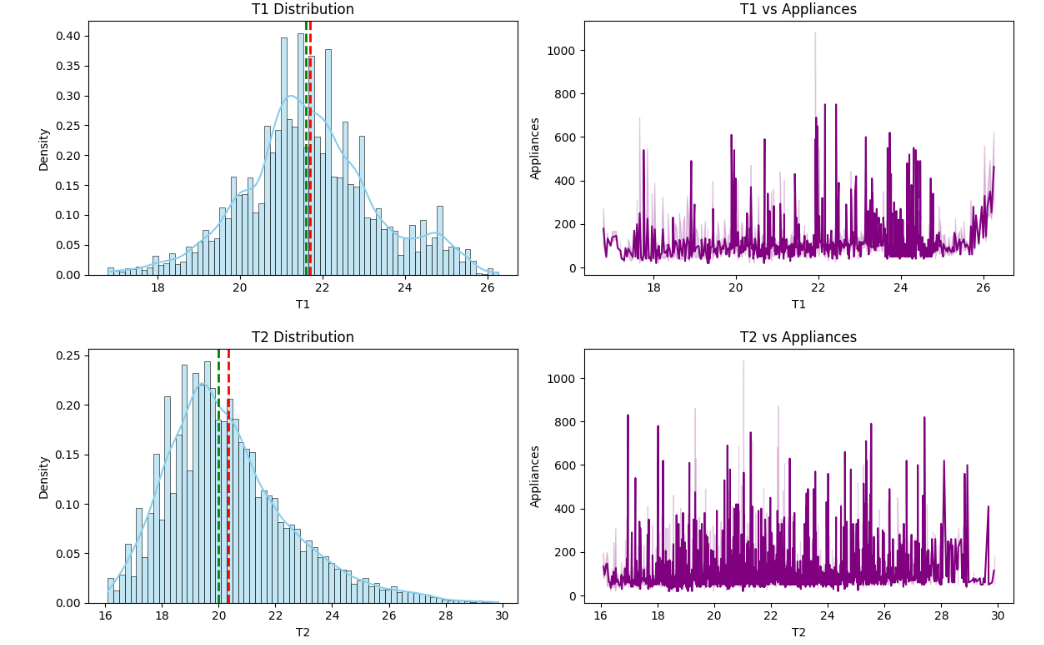 T1 Distribution
Density
0.40
0.35
0.30
0.25
0.20
0.15
0.10
0.05
0.00
18 20 22 24 26
T1
T1 vs Appliances
Appliances
1000
800
600
400
200
0
18 20 22 24 26
T1
T2 Distribution
Density
0.25
0.20
0.15
0.10
0.05
0.00
16 18 20 22 24 26 28 30
T2
T2 vs Appliances
Appliances
1000
800
600
400
200
0
16 18 20 22 24 26 28 30
T2